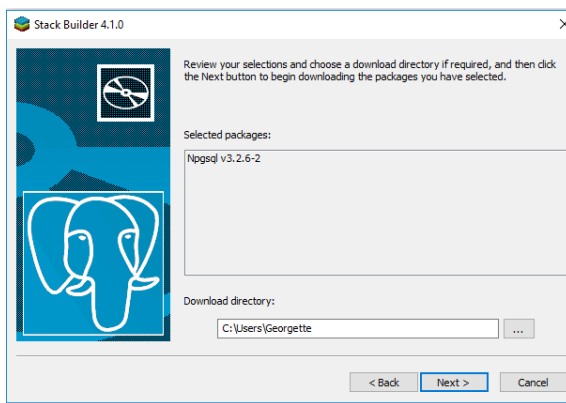 Stack Builder 4.1.0
Review your selections and choose a download directory if required, and then click
the Next button to begin downloading the packages you have selected.
Selected packages:
Npgsql v3.2.6-2
Download directory:
C:\Users\Georgette
...
< Back
Next >
Cancel